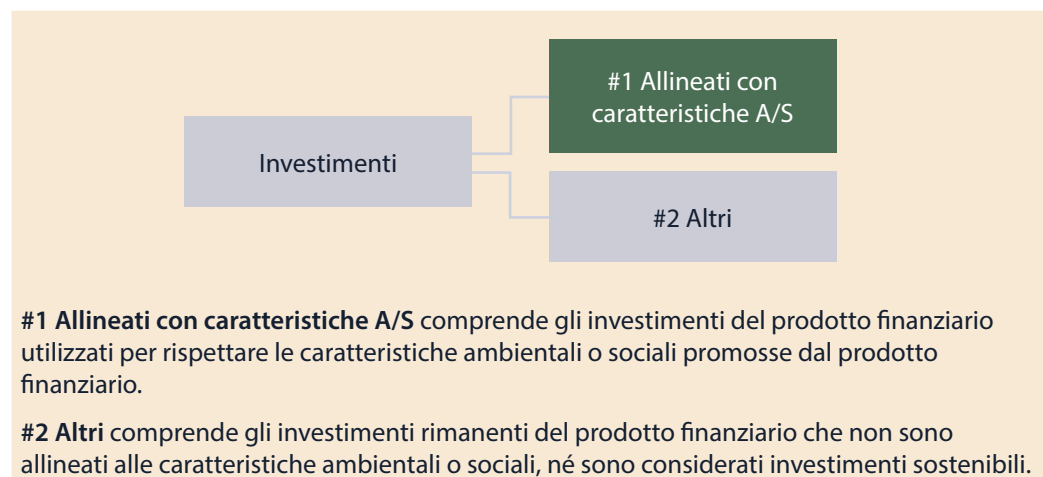 #1 Allineati con
caratteristiche A/S
Investimenti
#2 Altri
#1 Allineati con caratteristiche A/S comprende gli investimenti del prodotto finanziario
utilizzati per rispettare le caratteristiche ambientali o sociali promosse dal prodotto
finanziario.
#2 Altri comprende gli investimenti rimanenti del prodotto finanziario che non sono
allineati alle caratteristiche ambientali o sociali, né sono considerati investimenti sostenibili.